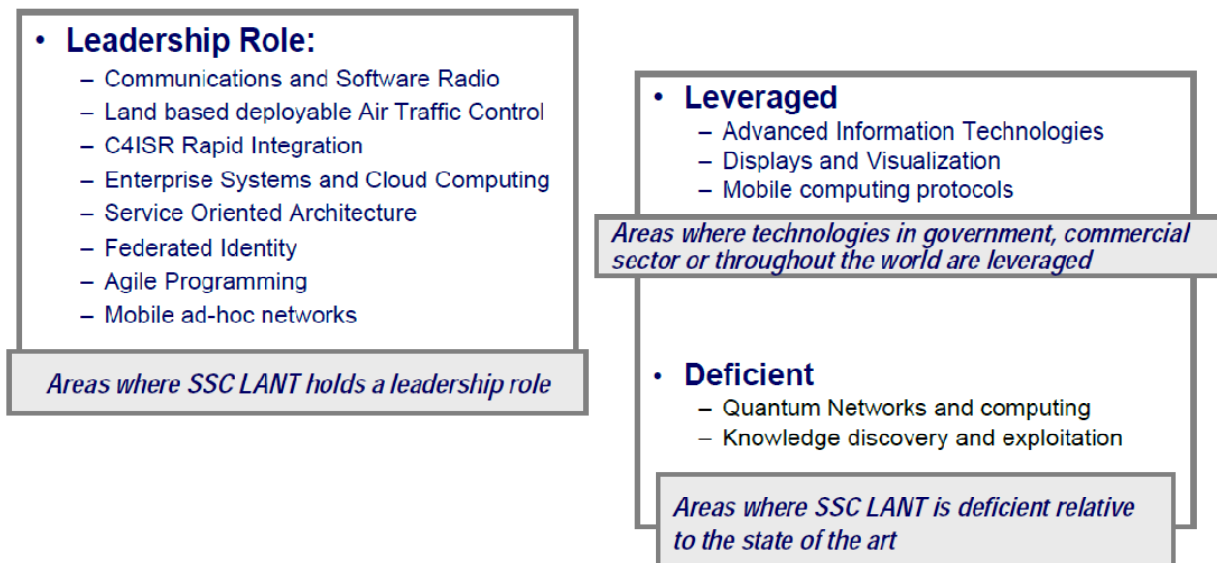 • Leadership Role:
– Communications and Software Radio
– Land based deployable Air Traffic Control
– C4ISR Rapid Integration
– Enterprise Systems and Cloud Computing
– Service Oriented Architecture
– Federated Identity
– Agile Programming
– Mobile ad-hoc networks
Areas where SSC LANT holds a leadership role
• Leveraged
– Advanced Information Technologies
– Displays and Visualization
– Mobile computing protocols
Areas where technologies in government, commercial
sector or throughout the world are leveraged
• Deficient
– Quantum Networks and computing
– Knowledge discovery and exploitation
Areas where SSC LANT is deficient relative
to the state of the art